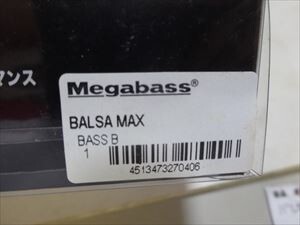 マンス
Megabass®
BALSA MAX
BASS B
1
4513473270406